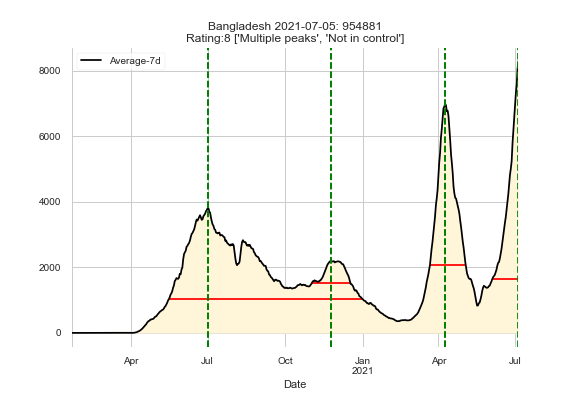 Bangladesh 2021-07-05: 954881
Rating:8 ['Multiple peaks', 'Not in control']
Average-7d
8000
6000
4000
2000
0
Apr
Jul
Oct
Jan
2021
Apr
Jul
Date